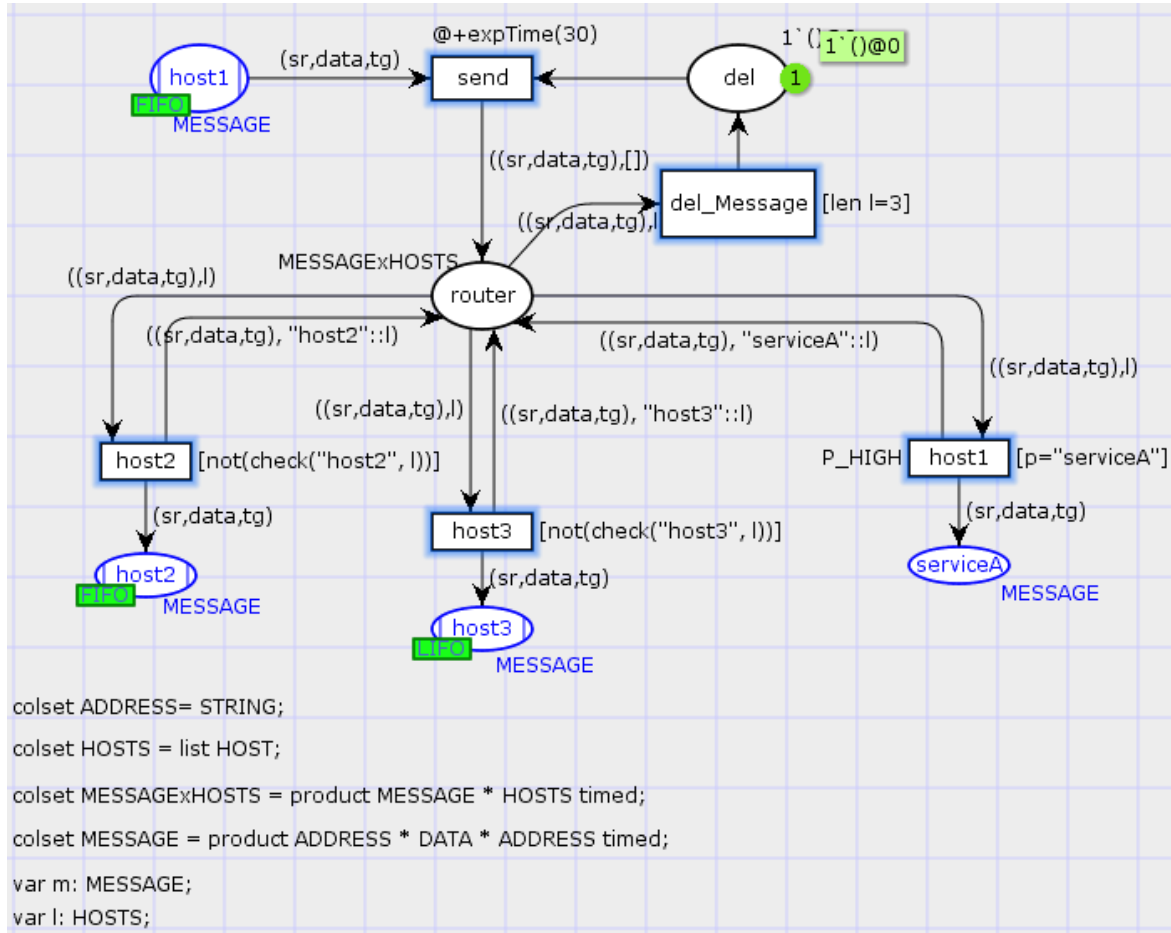 @+expTime(30)
1`()@0
1`()
host1
(sr,data,tg)
send
del
1
FIFO
MESSAGE
((sr,data,tg),[])
del_Message
[len l=3]
((sr,data,tg),l
MESSAGExHOSTS
router
((sr,data,tg),l)
((sr,data,tg), "host2"::l)
((sr,data,tg), "serviceA"::l)
((sr,data,tg),l)
((sr,data,tg),l)
((sr,data,tg), "host3"::l)
host2
[not(check("host2", l))]
P_HIGH
host1
[p="serviceA"]
(sr,data,tg)
host3
[not(check("host3", l))]
(sr,data,tg)
host2
FIFO
MESSAGE
(sr,data,tg)
serviceA
MESSAGE
host3
LIFO
MESSAGE
colset ADDRESS= STRING;
colset HOSTS = list HOST;
colset MESSAGExHOSTS = product MESSAGE * HOSTS timed;
colset MESSAGE = product ADDRESS * DATA * ADDRESS timed;
var m: MESSAGE;
var l: HOSTS;